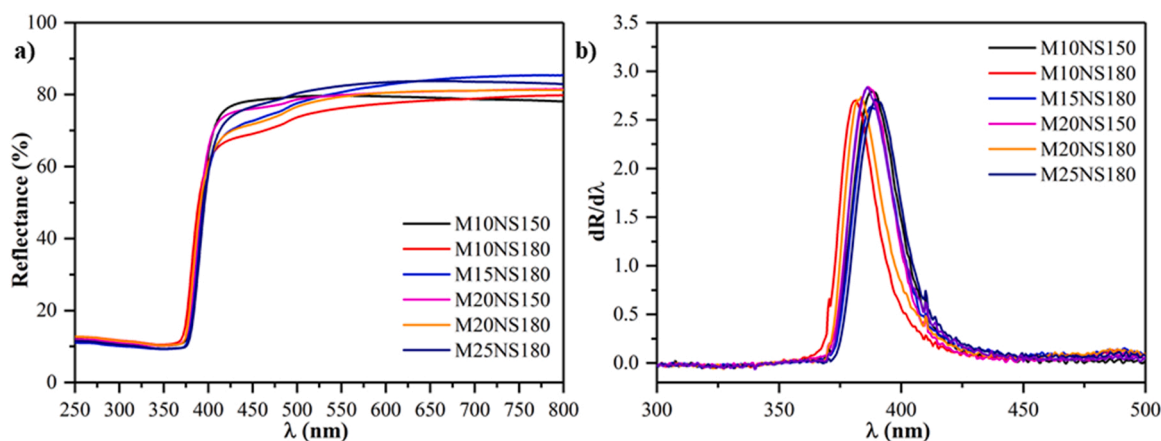 a)
Reflectance (%)
100
80
60
40
20
0
250 300 350 400 450 500 550 600 650 700 750 800
λ (nm)
M10NS150
M10NS180
M15NS180
M20NS150
M20NS180
M25NS180
b)
dR/dλ
3.5
3.0
2.5
2.0
1.5
1.0
0.5
0.0
300 350 400 450 500
λ (nm)
M10NS150
M10NS180
M15NS180
M20NS150
M20NS180
M25NS180